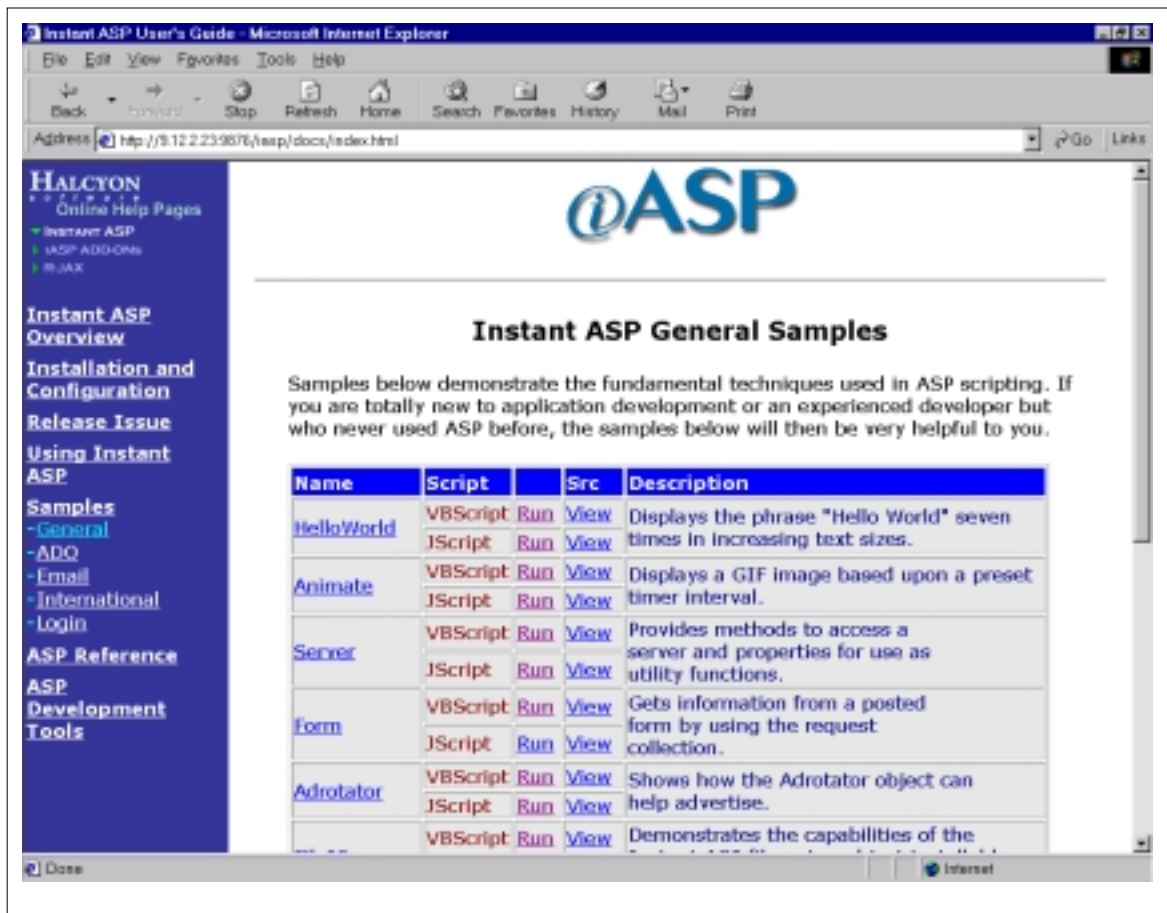 Instant ASP User's Guide - Microsoft Internet Explorer
File Edit View Favorites Tools Help
Back Forward Stop Refresh Home Search Favorites History Mail Print
Address http://9.12.2.23:9876/iasp/docs/index.html Go Links
HALCYON
software
Online Help Pages
INSTANT ASP
iASP ADD-ONs
Instant ASP
Overview
Installation and
Configuration
Release Issue
Using Instant
ASP
Samples
-General
-ADO
-Email
-International
-Login
ASP Reference
ASP
Development
Tools
iASP
Instant ASP General Samples
Samples below demonstrate the fundamental techniques used in ASP scripting. If
you are totally new to application development or an experienced developer but
who never used ASP before, the samples below will then be very helpful to you.
Name Script Src Description
HelloWorld VBScript Run View Displays the phrase "Hello World" seven
JScript Run View times in increasing text sizes.
Animate VBScript Run View Displays a GIF image based upon a preset
JScript Run View timer interval.
Server VBScript Run View Provides methods to access a
server and properties for use as
JScript Run View utility functions.
Form VBScript Run View Gets information from a posted
form by using the request
JScript Run View collection.
Adrotator VBScript Run View Shows how the Adrotator object can
JScript Run View help advertise.
VBScript Run View Demonstrates the capabilities of the
Done Internet